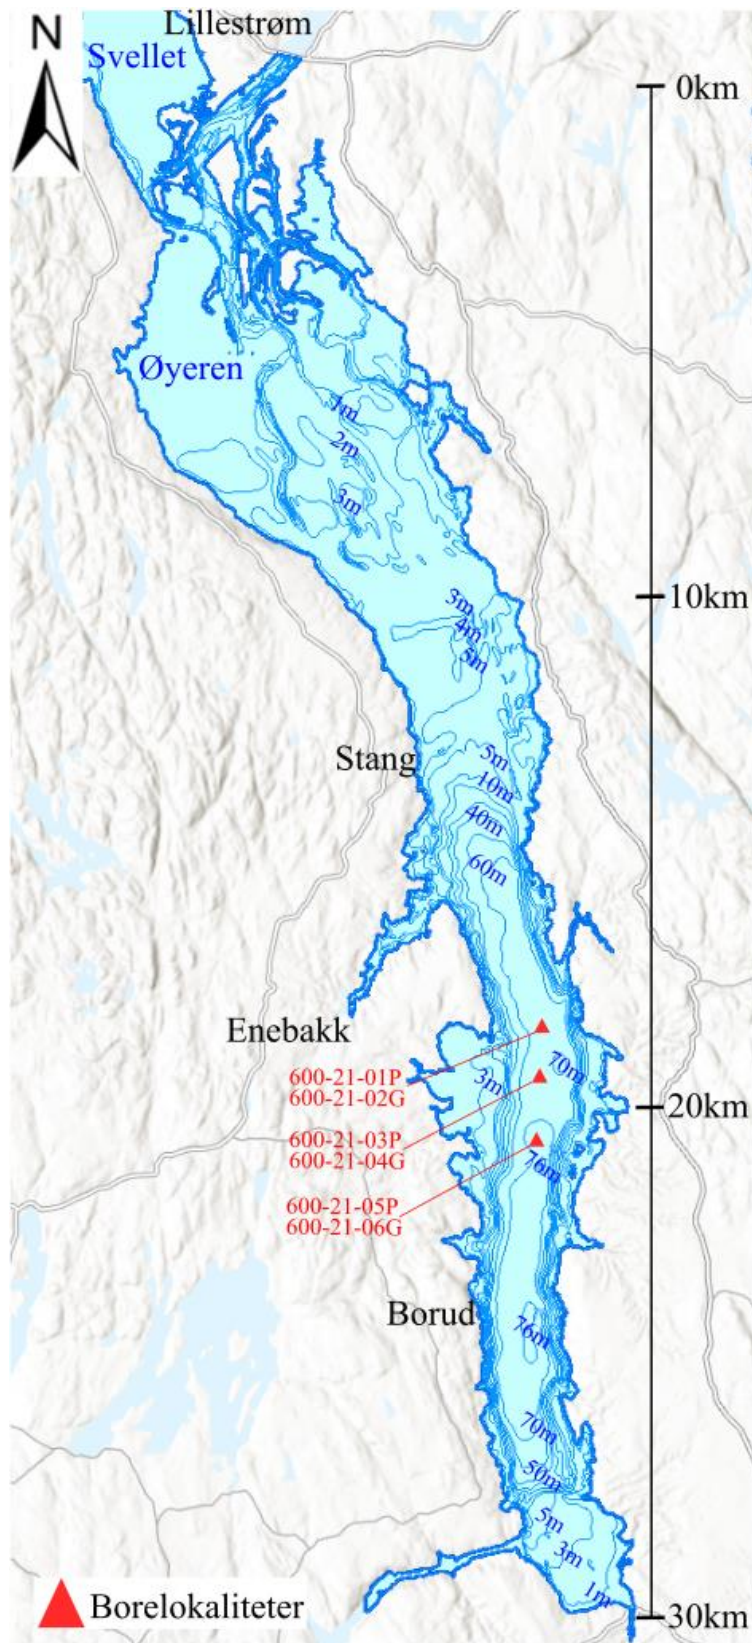 N
Lillestrøm
Svellet
0km
Øyeren
1m
2m
3m
10km
3m
4m
5m
Stang
5m
10m
40m
60m
Enebakk
600-21-01P
600-21-02G
3m
70m
20km
600-21-03P
600-21-04G
76m
600-21-05P
600-21-06G
Borud
76m
70m
50m
5m
3m
1m
Borelokaliteter
30km